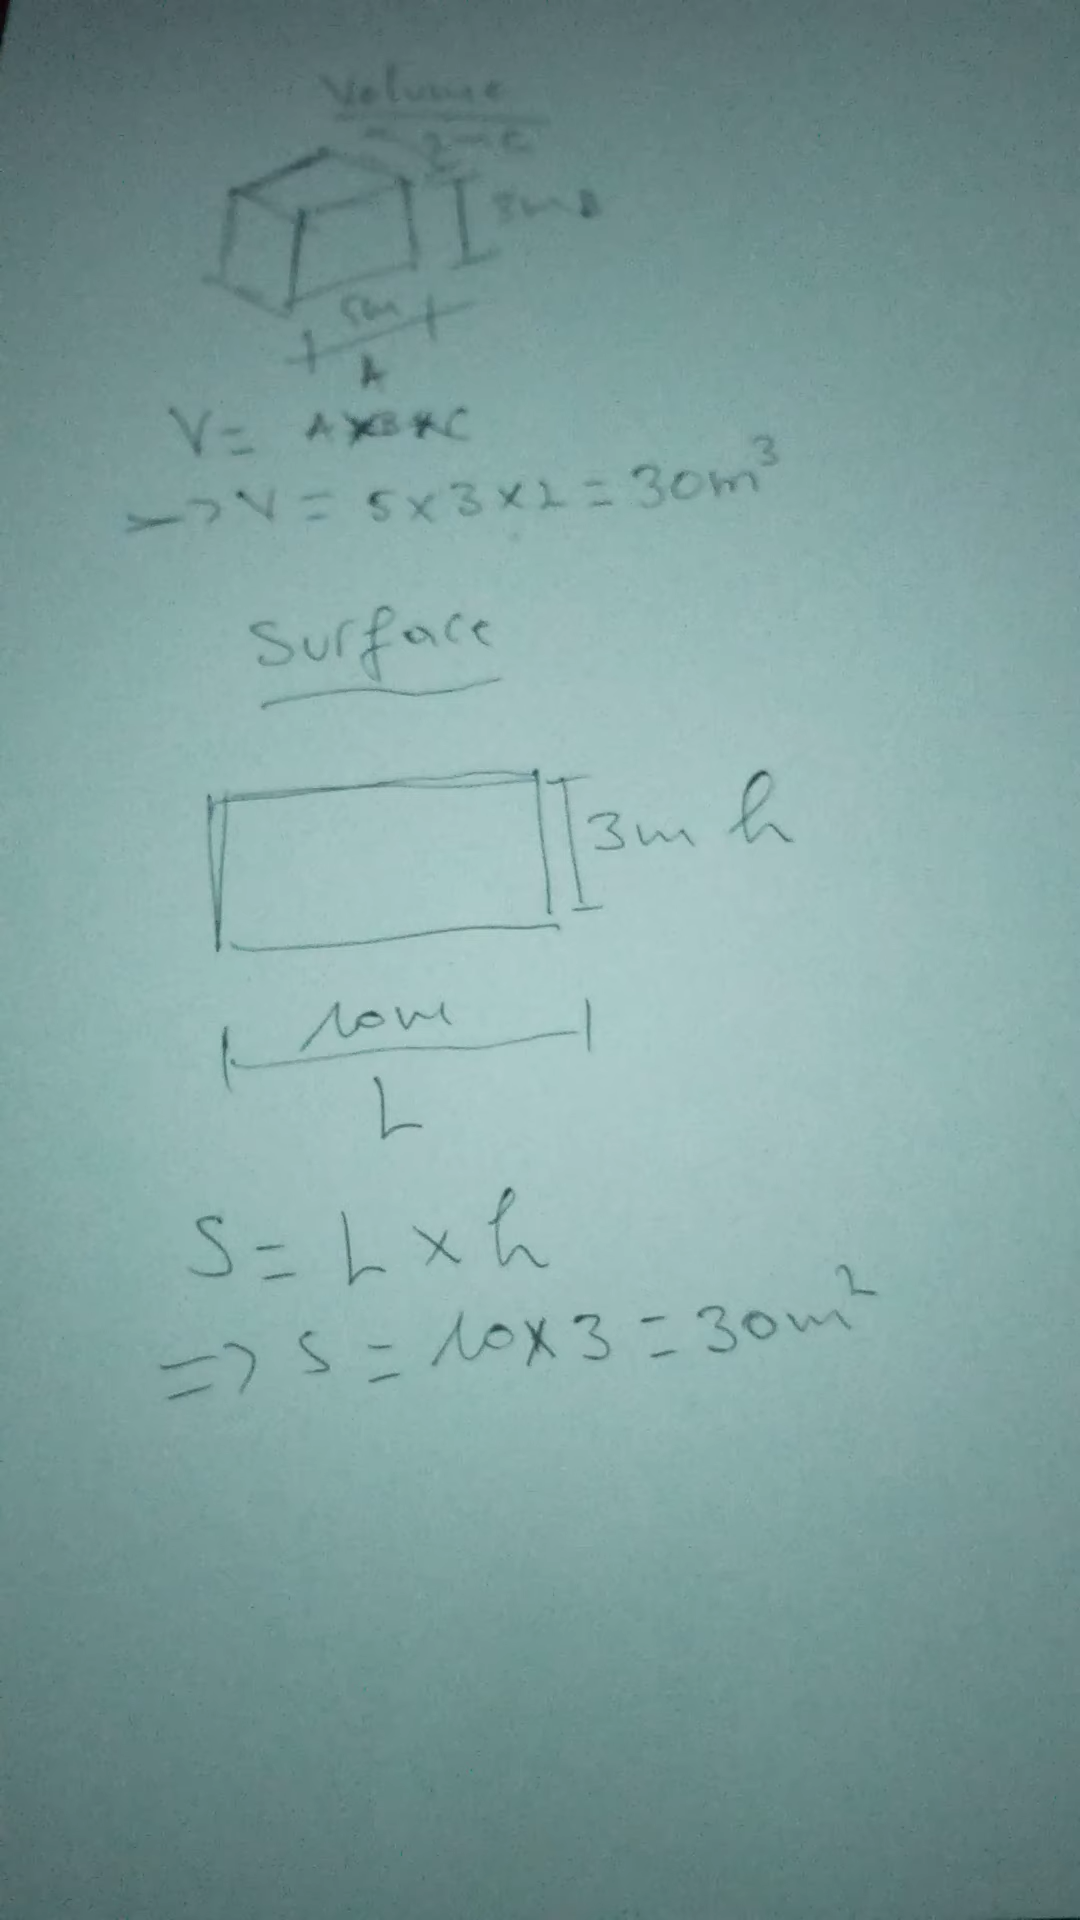 Volume
2m C
3m B
5m
A
V = A×B×C
=> V = 5×3×2 = 30m³
Surface
3m h
10m
L
S = L × h
=> S = 10×3 = 30m²